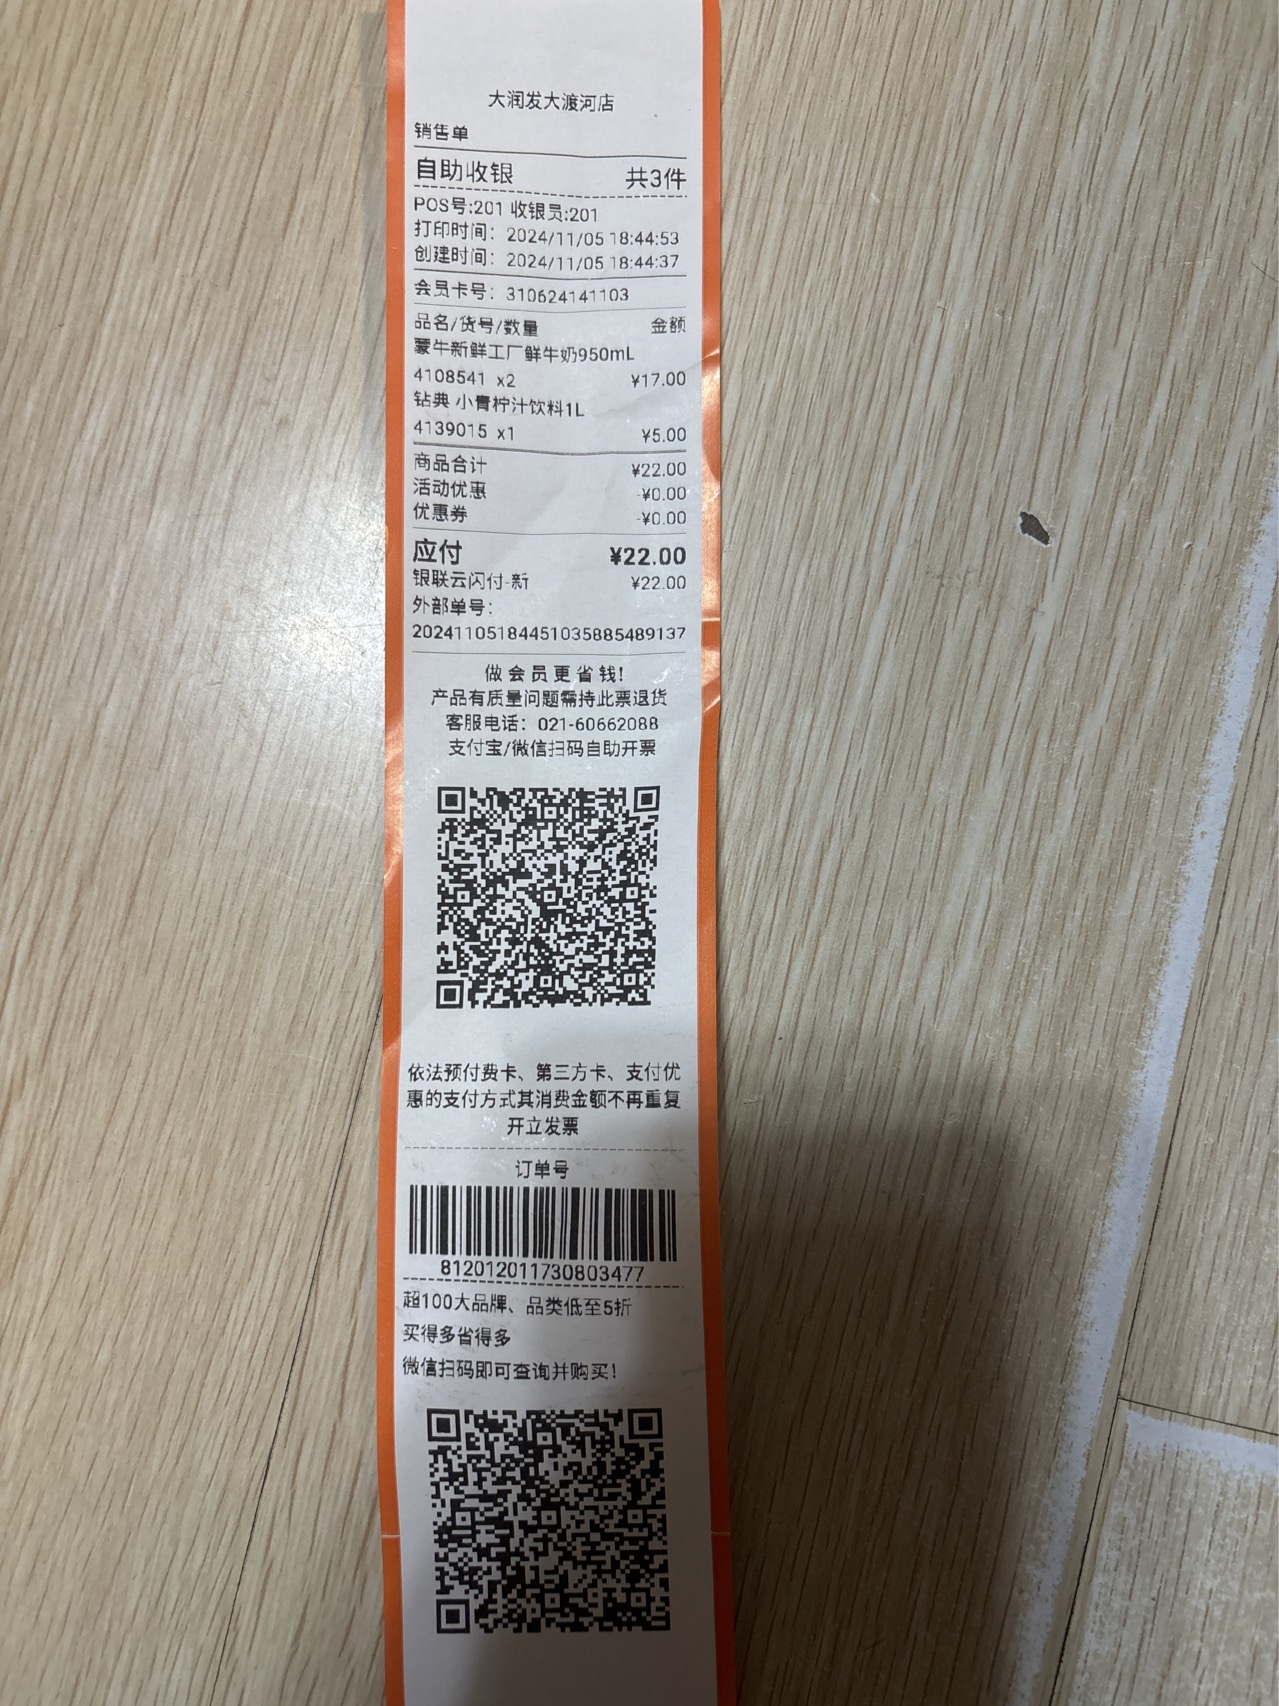 大润发大渡河店
销售单
自助收银 共3件
POS号:201 收银员:201
打印时间: 2024/11/05 18:44:53
创建时间: 2024/11/05 18:44:37
会员卡号: 310624141103
品名/货号/数量 金额
蒙牛新鲜工厂鲜牛奶950mL
4108541 x2 ¥17.00
钻典 小青柠汁饮料1L
4139015 x1 ¥5.00
商品合计 ¥22.00
活动优惠 -¥0.00
优惠券 -¥0.00
应付 ¥22.00
银联云闪付-新 ¥22.00
外部单号:
2024110518445103588548​9137
做会员更省钱!
产品有质量问题需持此票退货
客服电话: 021-60662088
支付宝/微信扫码自助开票
依法预付费卡、第三方卡、支付优
惠的支付方式其消费金额不再重复
开立发票
订单号
812012011730803477
超100大品牌、品类低至5折
买得多省得多
微信扫码即可查询并购买!